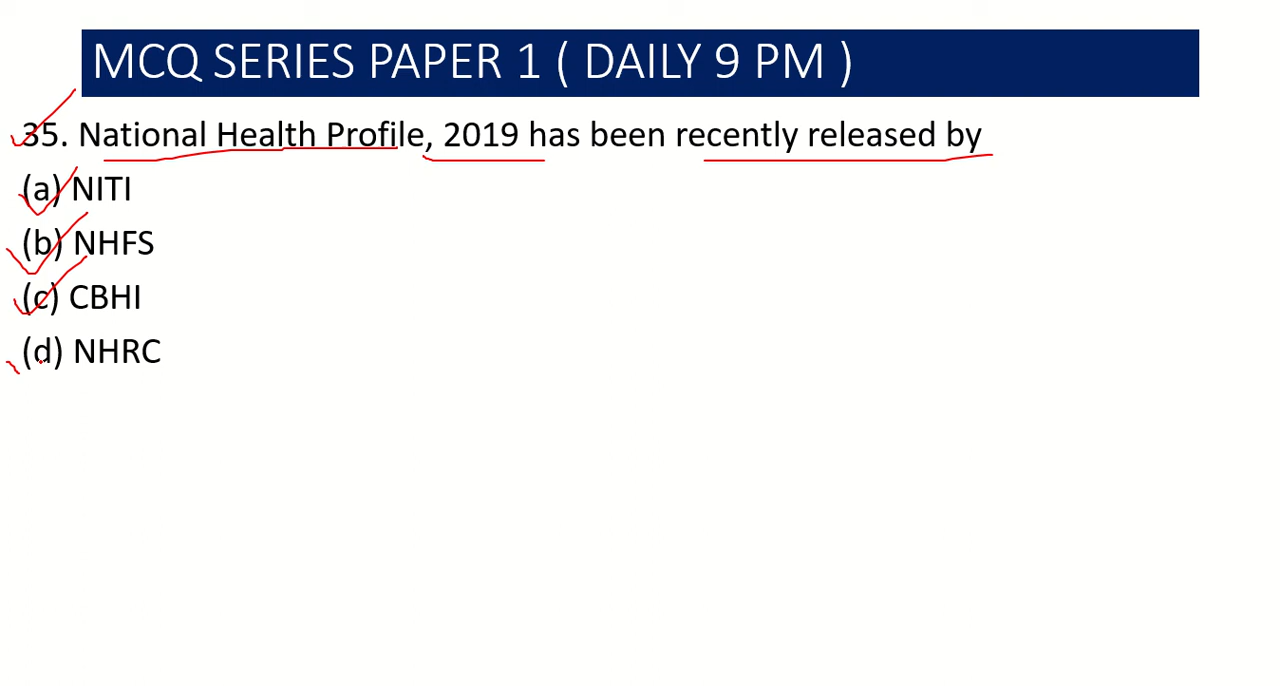 MCQ SERIES PAPER 1 ( DAILY 9 PM )
35. National Health Profile, 2019 has been recently released by
(a) NITI
(b) NHFS
(c) CBHI
(d) NHRC